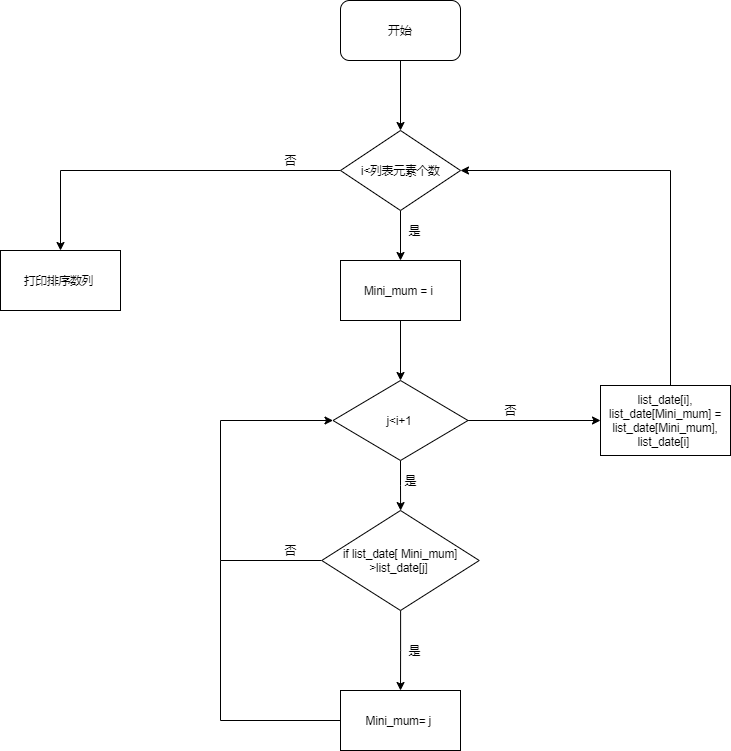 开始
否
i<列表元素个数
是
打印排序数列
Mini_mum = i
j<i+1
否
list_date[i],
list_date[Mini_mum] =
list_date[Mini_mum],
list_date[i]
是
否
if list_date[ Mini_mum]
>list_date[j]
是
Mini_mum= j